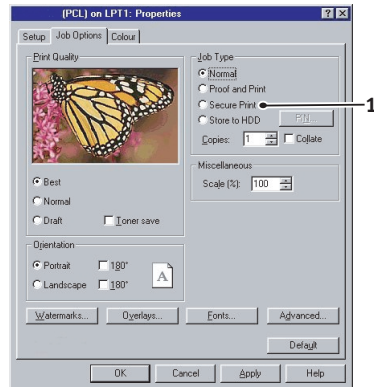 (PCL) on LPT1: Properties
Setup Job Options Colour
Print Quality
Best
Normal
Draft Toner save
Orientation
Portrait 180°
Landscape 180°
A
Job Type
Normal
Proof and Print
Secure Print 1
Store to HDD PIN...
Copies: 1 Collate
Miscellaneous
Scale (%): 100
Watermarks... Overlays... Fonts... Advanced...
Default
OK Cancel Apply Help